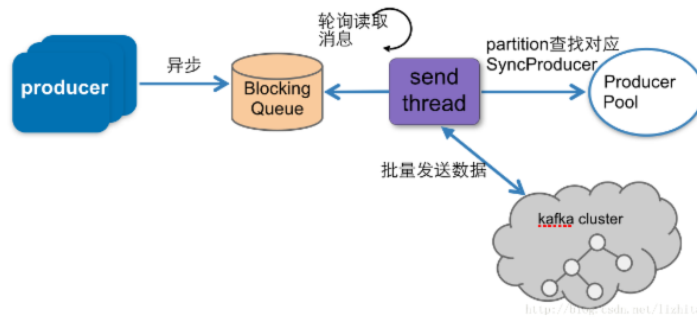 轮询读取
消息
partition查找对应
SyncProducer
异步
producer
Blocking
Queue
send
thread
Producer
Pool
批量发送数据
kafka cluster